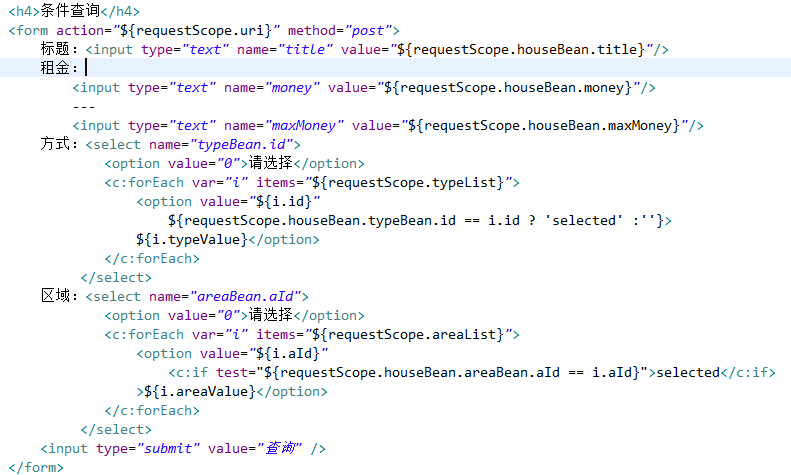 <h4>条件查询</h4>
<form action="${requestScope.uri}" method="post">
    标题：<input type="text" name="title" value="${requestScope.houseBean.title}"/>
    租金：
        <input type="text" name="money" value="${requestScope.houseBean.money}"/>
        ---
        <input type="text" name="maxMoney" value="${requestScope.houseBean.maxMoney}"/>
    方式：<select name="typeBean.id">
            <option value="0">请选择</option>
            <c:forEach var="i" items="${requestScope.typeList}">
                <option value="${i.id}"
                    ${requestScope.houseBean.typeBean.id == i.id ? 'selected' :''}>
                ${i.typeValue}</option>
            </c:forEach>
         </select>
    区域：<select name="areaBean.aId">
            <option value="0">请选择</option>
            <c:forEach var="i" items="${requestScope.areaList}">
                <option value="${i.aId}"
                    <c:if test="${requestScope.houseBean.areaBean.aId == i.aId}">selected</c:if>
                >${i.areaValue}</option>
            </c:forEach>
         </select>
    <input type="submit" value="查询" />
</form>